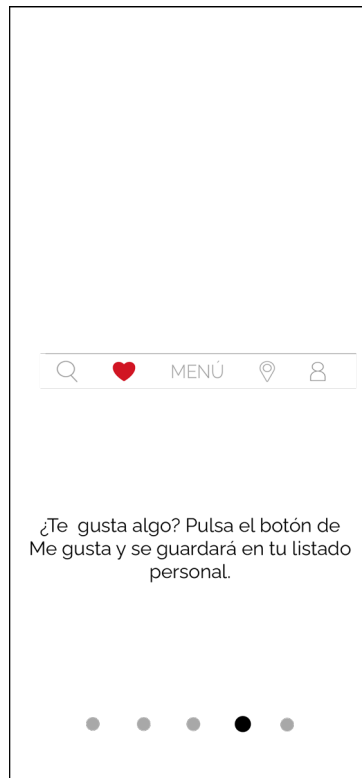 MENÚ
¿Te  gusta algo? Pulsa el botón de
Me gusta y se guardará en tu listado
personal.